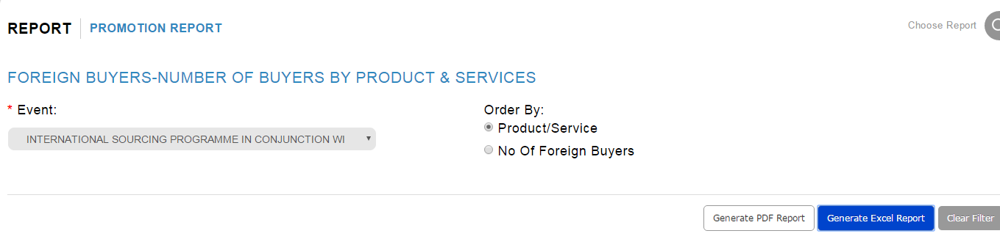 REPORT PROMOTION REPORT Choose Report
FOREIGN BUYERS-NUMBER OF BUYERS BY PRODUCT & SERVICES
* Event: Order By:
INTERNATIONAL SOURCING PROGRAMME IN CONJUNCTION WI Product/Service
No Of Foreign Buyers
Generate PDF Report Generate Excel Report Clear Filter